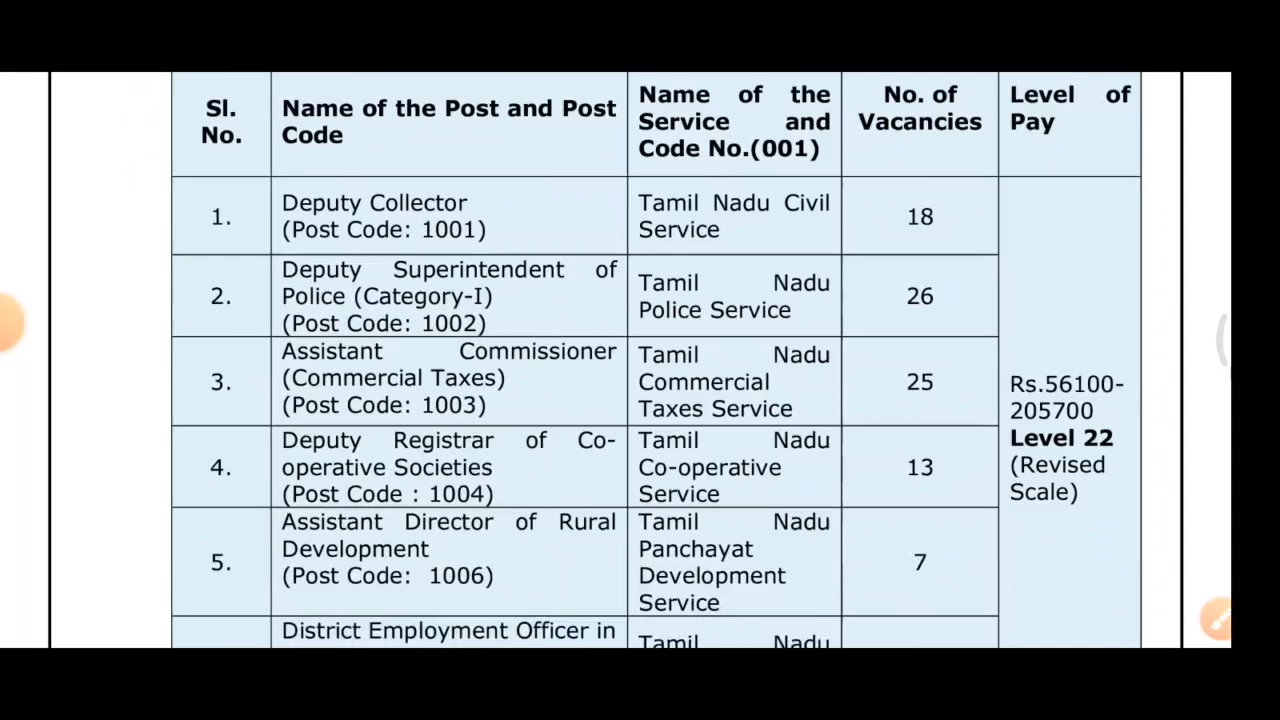 Sl. No.
Name of the Post and Post Code
Name of the Service and Code No.(001)
No. of Vacancies
Level of Pay
1.
Deputy Collector
(Post Code: 1001)
Tamil Nadu Civil
Service
18
2.
Deputy Superintendent of
Police (Category-I)
(Post Code: 1002)
Tamil Nadu
Police Service
26
3.
Assistant Commissioner
(Commercial Taxes)
(Post Code: 1003)
Tamil Nadu
Commercial
Taxes Service
25
4.
Deputy Registrar of Co-
operative Societies
(Post Code : 1004)
Tamil Nadu
Co-operative
Service
13
5.
Assistant Director of Rural
Development
(Post Code: 1006)
Tamil Nadu
Panchayat
Development
Service
7
Rs.56100-
205700
Level 22
(Revised
Scale)
District Employment Officer in
Tamil Nadu